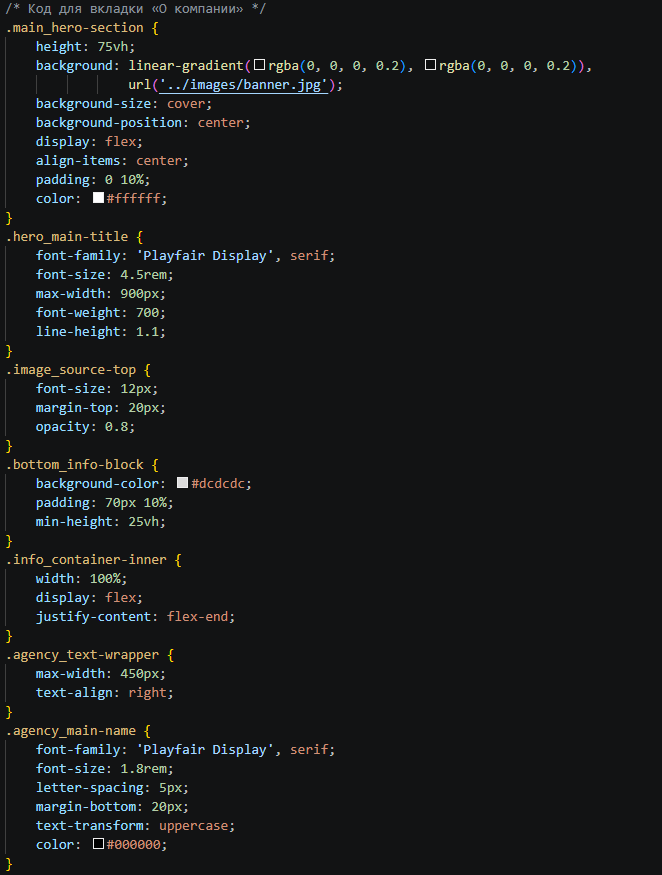 /* Код для вкладки «О компании» */
.main_hero-section {
    height: 75vh;
    background: linear-gradient(rgba(0, 0, 0, 0.2), rgba(0, 0, 0, 0.2)),
                url('../images/banner.jpg');
    background-size: cover;
    background-position: center;
    display: flex;
    align-items: center;
    padding: 0 10%;
    color: #ffffff;
}
.hero_main-title {
    font-family: 'Playfair Display', serif;
    font-size: 4.5rem;
    max-width: 900px;
    font-weight: 700;
    line-height: 1.1;
}
.image_source-top {
    font-size: 12px;
    margin-top: 20px;
    opacity: 0.8;
}
.bottom_info-block {
    background-color: #dcdcdc;
    padding: 70px 10%;
    min-height: 25vh;
}
.info_container-inner {
    width: 100%;
    display: flex;
    justify-content: flex-end;
}
.agency_text-wrapper {
    max-width: 450px;
    text-align: right;
}
.agency_main-name {
    font-family: 'Playfair Display', serif;
    font-size: 1.8rem;
    letter-spacing: 5px;
    margin-bottom: 20px;
    text-transform: uppercase;
    color: #000000;
}